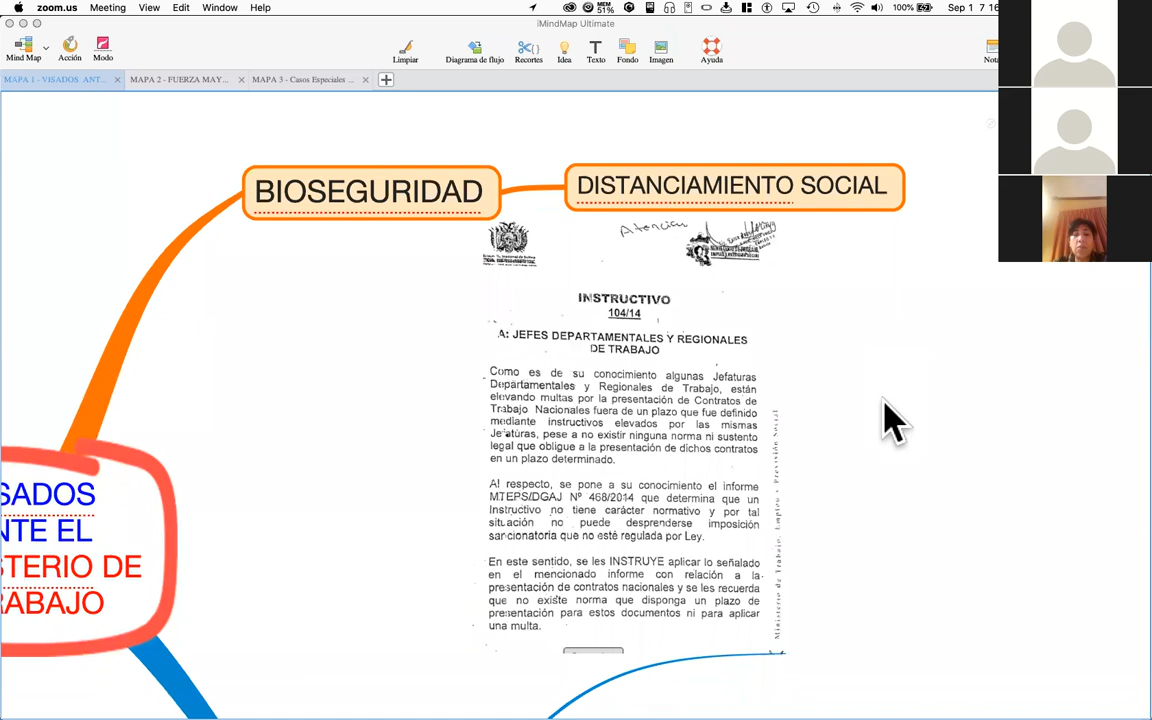 zoom.us Meeting View Edit Window Help
MEM
51%
100%
Sep 1 7 16
iMindMap Ultimate
Mind Map
Acción
Modo
Limpiar
Diagrama de flujo
Recortes
Idea
Texto
Fondo
Imagen
Ayuda
Nota
MAPA 1 - VISADOS ANT...
MAPA 2 - FUERZA MAY...
MAPA 3 - Casos Especiales ...
BIOSEGURIDAD
DISTANCIAMIENTO SOCIAL
Atención
INSTRUCTIVO
104/14
A: JEFES DEPARTAMENTALES Y REGIONALES
DE TRABAJO
Como es de su conocimiento algunas Jefaturas
Departamentales y Regionales de Trabajo, están
elevando multas por la presentación de Contratos de
Trabajo Nacionales fuera de un plazo que fue definido
mediante instructivos elevados por las mismas
Jefaturas, pese a no existir ninguna norma ni sustento
legal que obligue a la presentación de dichos contratos
en un plazo determinado.
Al respecto, se pone a su conocimiento el informe
MTEPS/DGAJ Nº 468/2014 que determina que un
Instructivo no tiene carácter normativo y por tal
situación no puede desprenderse imposición
sancionatoria que no esté regulada por Ley.
En este sentido, se les INSTRUYE aplicar lo señalado
en el mencionado informe con relación a la
presentación de contratos nacionales y se les recuerda
que no existe norma que disponga un plazo de
presentación para estos documentos ni para aplicar
una multa.
Ministerio de Trabajo, Empleo y Previsión Social
SADOS
NTE EL
STERIO DE
RABAJO